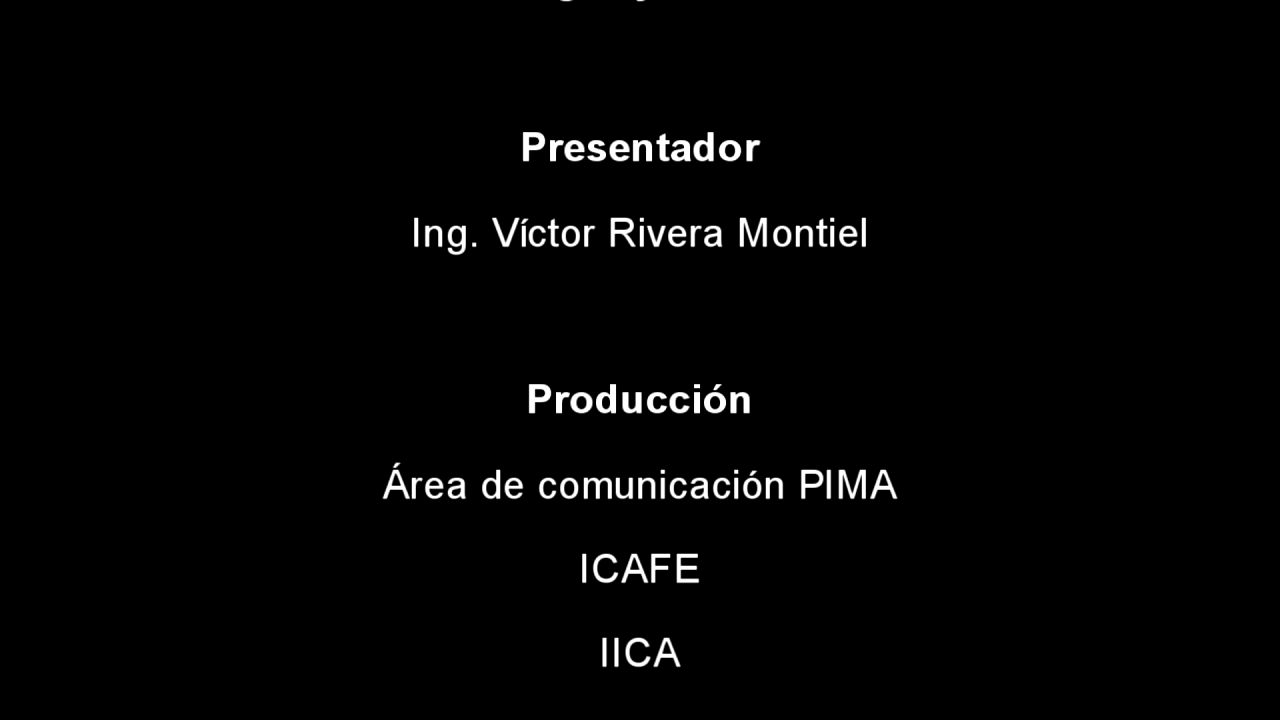 Presentador
Ing. Víctor Rivera Montiel
Producción
Área de comunicación PIMA
ICAFE
IICA